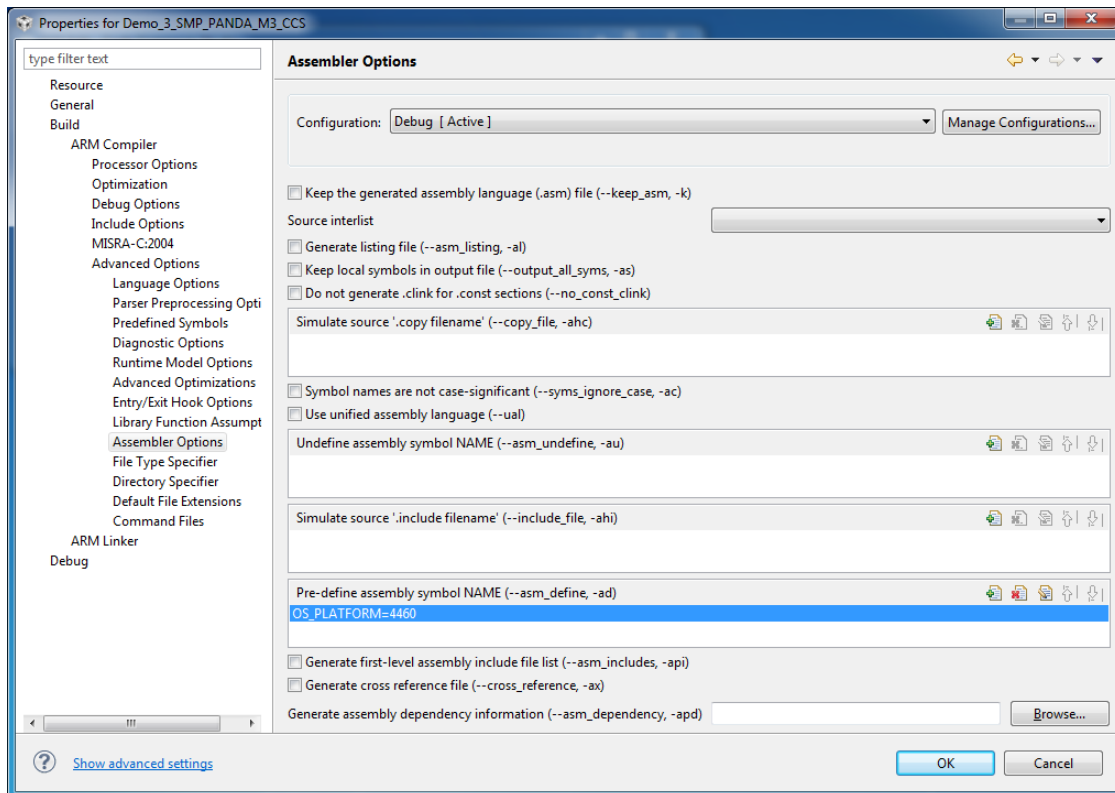 Properties for Demo_3_SMP_PANDA_M3_CCS
type filter text
Resource
General
Build
ARM Compiler
Processor Options
Optimization
Debug Options
Include Options
MISRA-C:2004
Advanced Options
Language Options
Parser Preprocessing Opti
Predefined Symbols
Diagnostic Options
Runtime Model Options
Advanced Optimizations
Entry/Exit Hook Options
Library Function Assumpt
Assembler Options
File Type Specifier
Directory Specifier
Default File Extensions
Command Files
ARM Linker
Debug
Assembler Options
Configuration: Debug [ Active ] Manage Configurations...
Keep the generated assembly language (.asm) file (--keep_asm, -k)
Source interlist
Generate listing file (--asm_listing, -al)
Keep local symbols in output file (--output_all_syms, -as)
Do not generate .clink for .const sections (--no_const_clink)
Simulate source '.copy filename' (--copy_file, -ahc)
Symbol names are not case-significant (--syms_ignore_case, -ac)
Use unified assembly language (--ual)
Undefine assembly symbol NAME (--asm_undefine, -au)
Simulate source '.include filename' (--include_file, -ahi)
Pre-define assembly symbol NAME (--asm_define, -ad)
OS_PLATFORM=4460
Generate first-level assembly include file list (--asm_includes, -api)
Generate cross reference file (--cross_reference, -ax)
Generate assembly dependency information (--asm_dependency, -apd) Browse...
? Show advanced settings OK Cancel